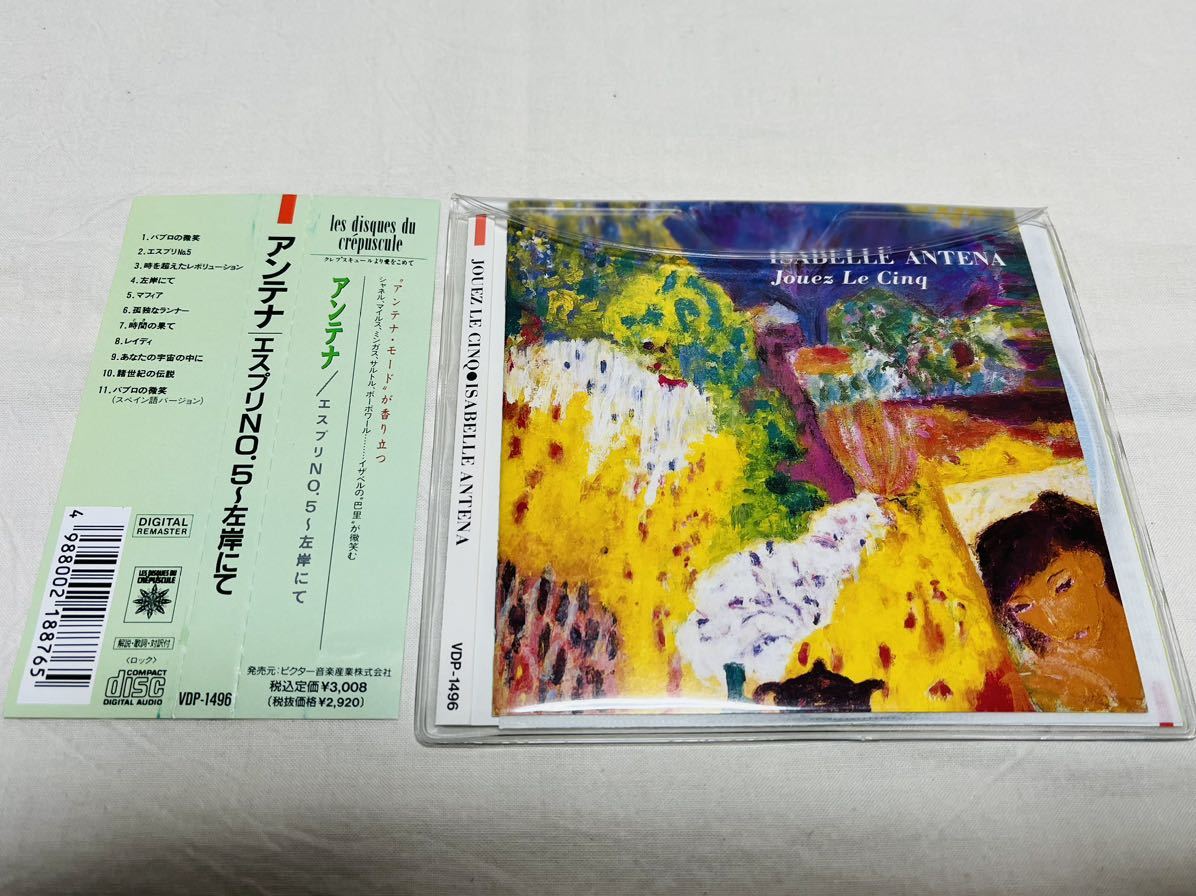 1. パブロの微笑
2. エスプリNo.5
3. 時を超えたレボリューション
4. 左岸にて
5. マフィア
6. 孤独なランナー
7. 時間の果て
8. レイディ
9. あなたの宇宙の中に
10. 諸世紀の伝説
11. パブロの微笑
(スペイン語バージョン)
DIGITAL
REMASTER
LES DISQUES DU
CRÉPUSCULE
解説・歌詞・対訳付
〈ロック〉
COMPACT
disc
DIGITAL AUDIO
4 988002 188765
アンテナ|エスプリNO.5〜左岸にて
VDP-1496
les disques du
crépuscule
クレプスキュールより愛をこめて
“アンテナ・モード”が香り立つ
シャネル、マイルス、ミンガス、サルトル、ボーボワール………イザベルの“巴里”が微笑む
アンテナ/エスプリNO.5〜左岸にて
発売元:ビクター音楽産業株式会社
税込定価¥3,008
(税抜価格¥2,920)
JOUEZ LE CINQ●ISABELLE ANTENA
VDP-1496
ISABELLE ANTENA
Jouez Le Cinq